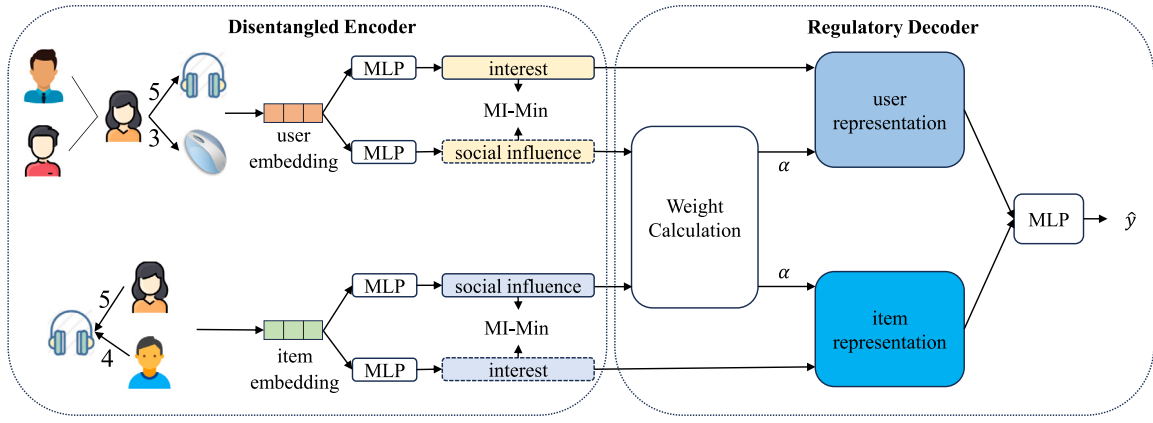 Disentangled Encoder
Regulatory Decoder
5
3
user
embedding
MLP
interest
MI-Min
MLP
social influence
user
representation
α
Weight
Calculation
MLP
ŷ
α
5
4
item
embedding
MLP
social influence
MI-Min
MLP
interest
item
representation